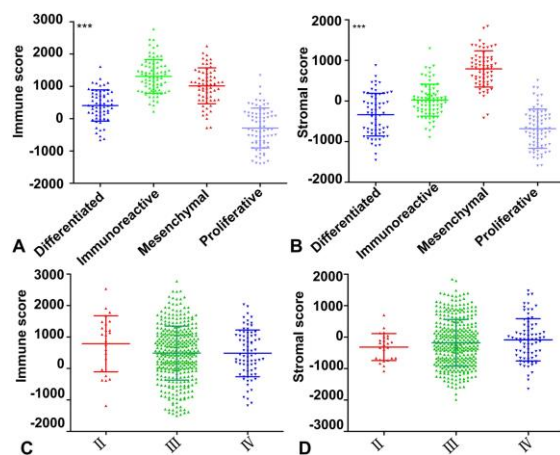 ***
Immune score
3000
2000
1000
0
-1000
-2000
Differentiated
Immunoreactive
Mesenchymal
Proliferative
A
***
Stromal score
2000
1000
0
-1000
-2000
Differentiated
Immunoreactive
Mesenchymal
Proliferative
B
Immune score
3000
2000
1000
0
-1000
-2000
II
III
IV
C
Stromal score
2000
1000
0
-1000
-2000
-3000
II
III
IV
D